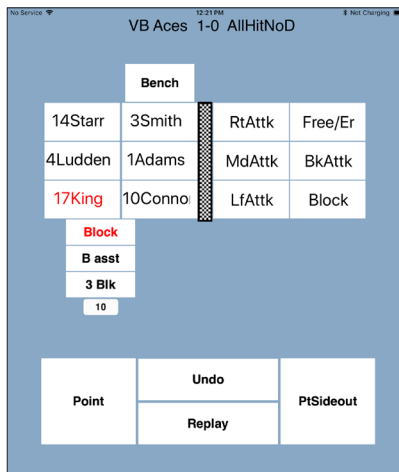 No Service 12:21 PM Not Charging
VB Aces 1-0 AllHitNoD
Bench
14Starr 3Smith RtAttk Free/Er
4Ludden 1Adams MdAttk BkAttk
17King 10Conno LfAttk Block
Block
B asst
3 Blk
10
Point Undo PtSideout
Replay